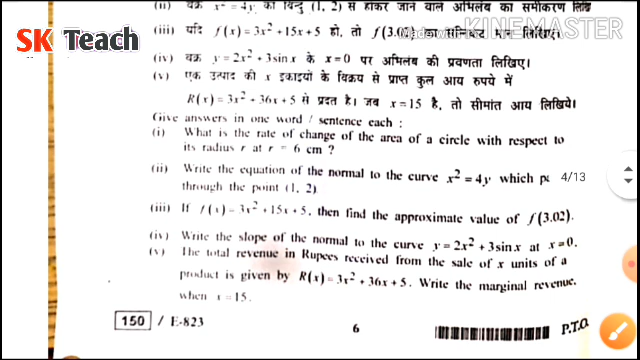 SK Teach
(ii) वक्र x² = 4y का बिन्दु (1, 2) से होकर जाने वाले अभिलंब का समीकरण
Made with KINEMASTER
(iii) यदि f(x) = 3x² + 15x + 5 हो, तो f(3.02) का सन्निकट मान लिखिए।
(iv) वक्र y = 2x² + 3sin x के x = 0 पर अभिलंब की प्रवणता लिखिए।
(v) एक उत्पाद की x इकाइयों के विक्रय से प्राप्त कुल आय रुपये में
R(x) = 3x² + 36x + 5 से प्रदत्त है। जब x = 15 है, तो सीमांत आय लिखिये।
Give answers in one word / sentence each :
(i) What is the rate of change of the area of a circle with respect to
its radius r at r = 6 cm ?
(ii) Write the equation of the normal to the curve x² = 4y which
4/13
through the point (1, 2).
(iii) If f(x) = 3x² + 15x + 5, then find the approximate value of f(3.02).
(iv) Write the slope of the normal to the curve y = 2x² + 3sin x at x = 0.
(v) The total revenue in Rupees received from the sale of x units of a
product is given by R(x) = 3x² + 36x + 5. Write the marginal revenue,
when x = 15.
150 / E-823
6
P.T.O.